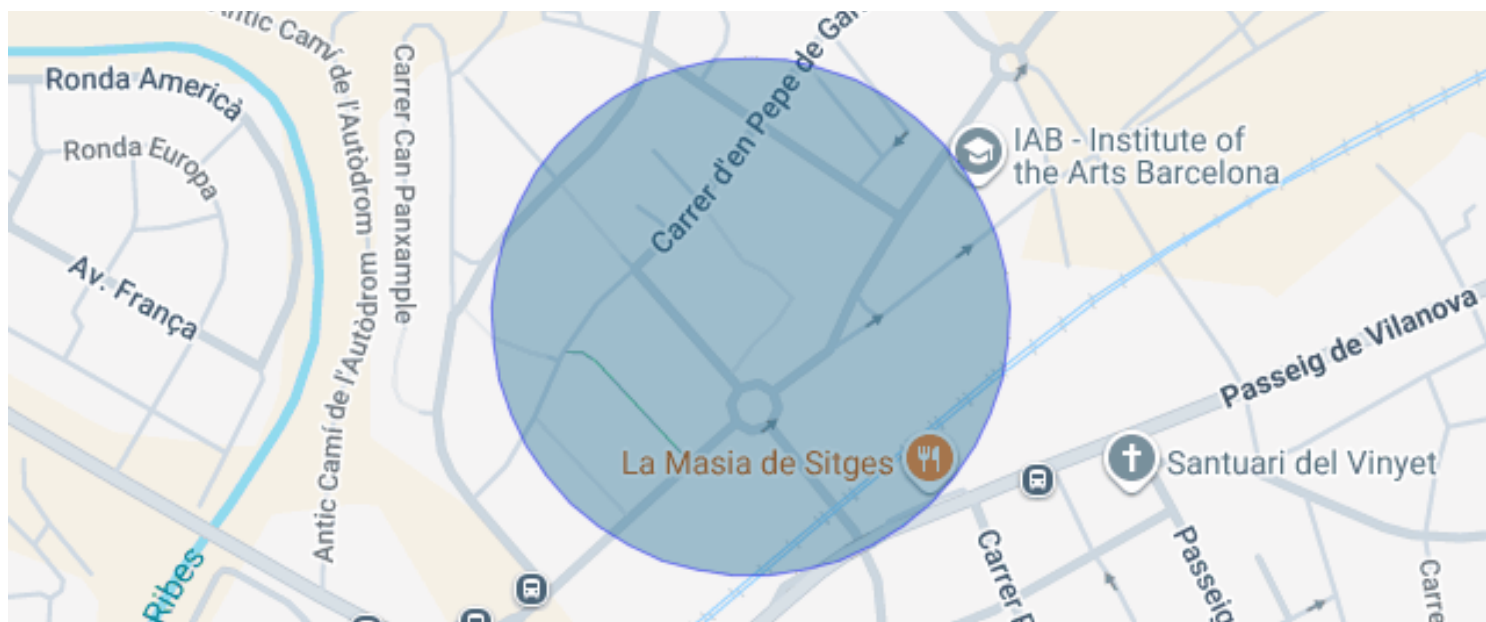 Antic Camí de l'Autòdrom
Carrer Can Panxample
Carrer d'en Pepe de Gar
Ronda Americà
Ronda Europa
IAB - Institute of
the Arts Barcelona
Av. França
Antic Camí de l'Autòdrom
Passeig de Vilanova
La Masia de Sitges
Santuari del Vinyet
Ribes
Carrer
Passeig
Carre